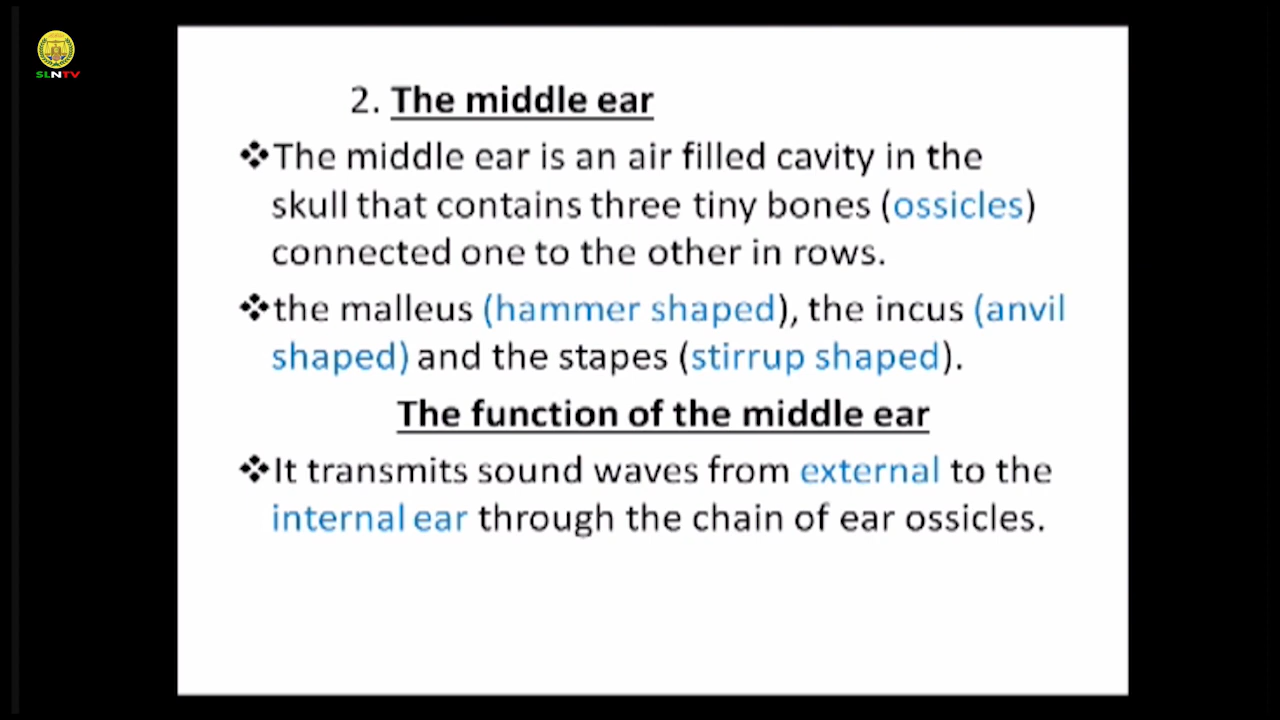 SLNTV
2. The middle ear
❖The middle ear is an air filled cavity in the
skull that contains three tiny bones (ossicles)
connected one to the other in rows.
❖the malleus (hammer shaped), the incus (anvil
shaped) and the stapes (stirrup shaped).
The function of the middle ear
❖It transmits sound waves from external to the
internal ear through the chain of ear ossicles.